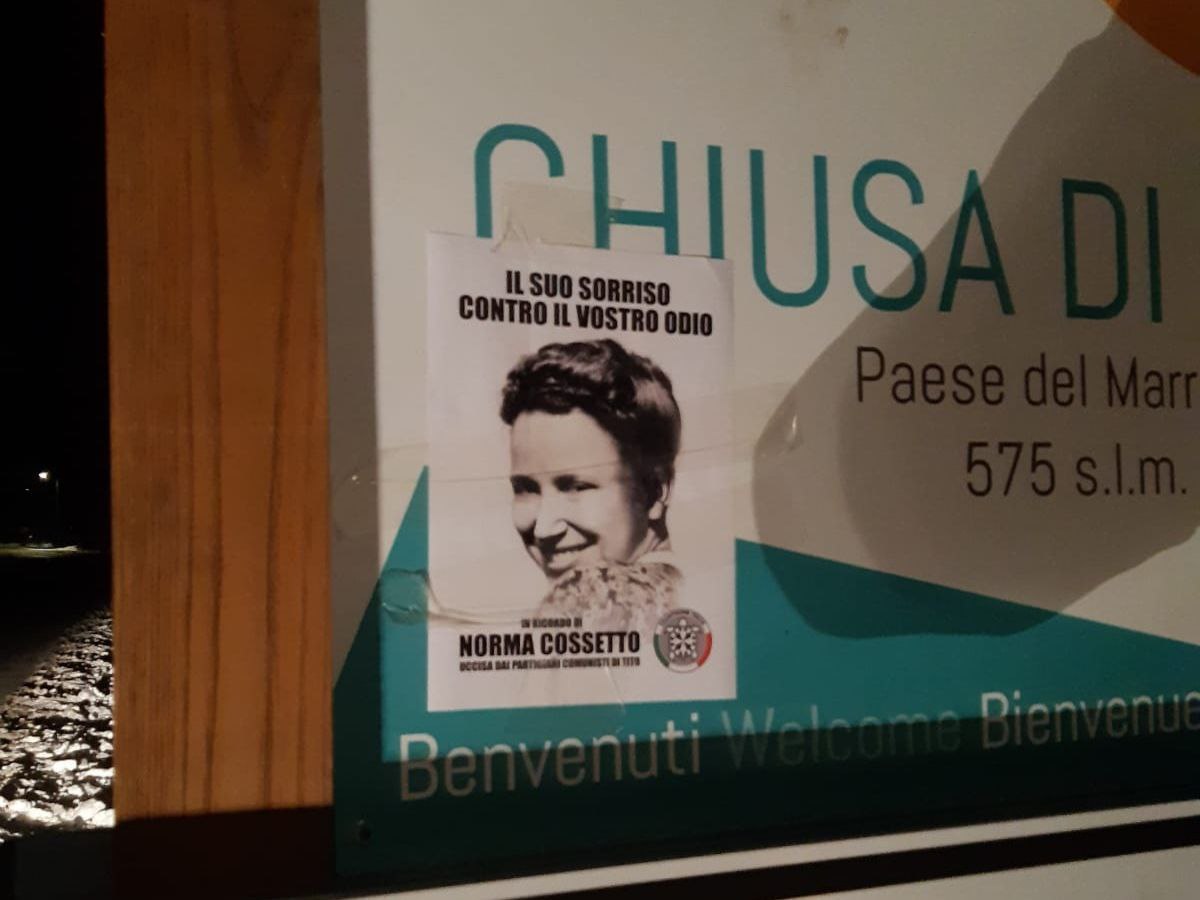 CHIUSA DI
IL SUO SORRISO
CONTRO IL VOSTRO ODIO
Paese del Marr
575 s.l.m.
IN RICORDO DI
NORMA COSSETTO
UCCISA DAI PARTIGIANI COMUNISTI DI TITO
Benvenuti Welcome Bienvenue